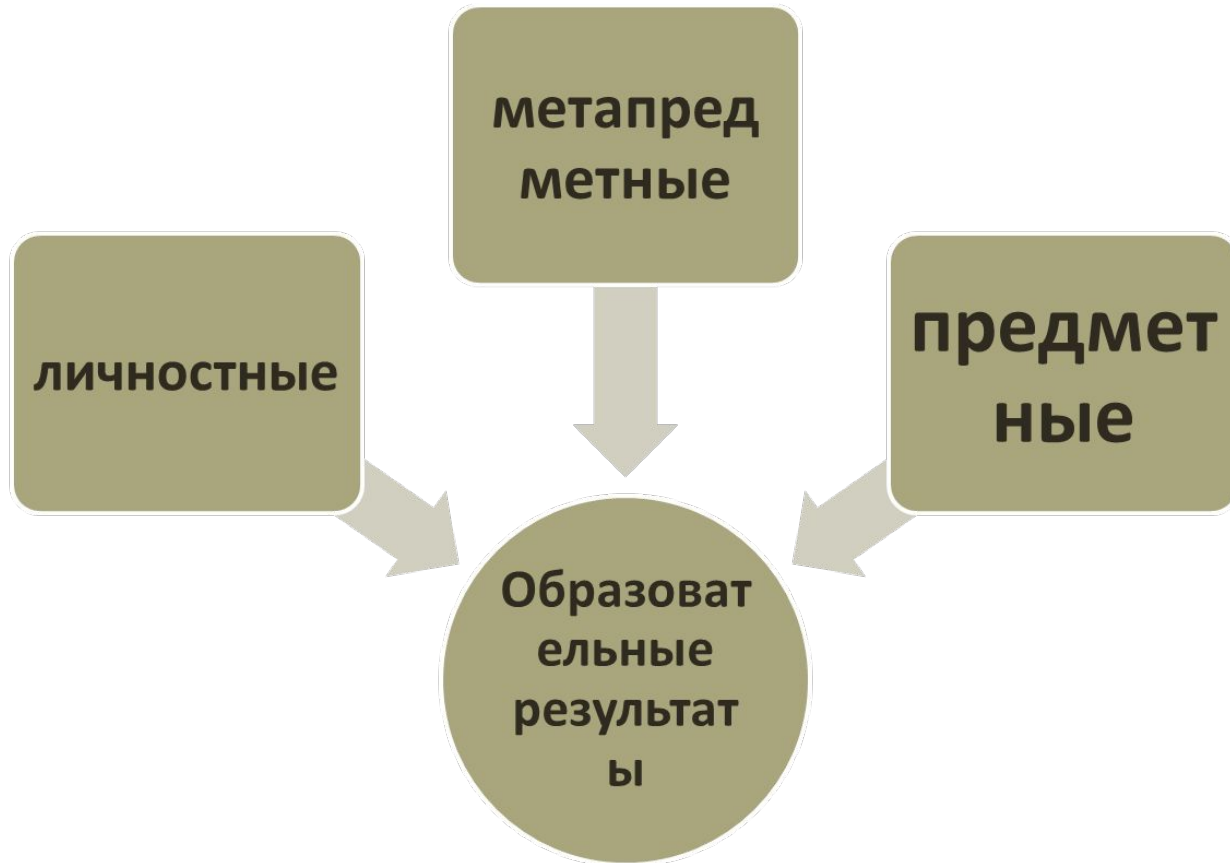 метапред
метные
личностные
предмет
ные
Образоват
ельные
результат
ы